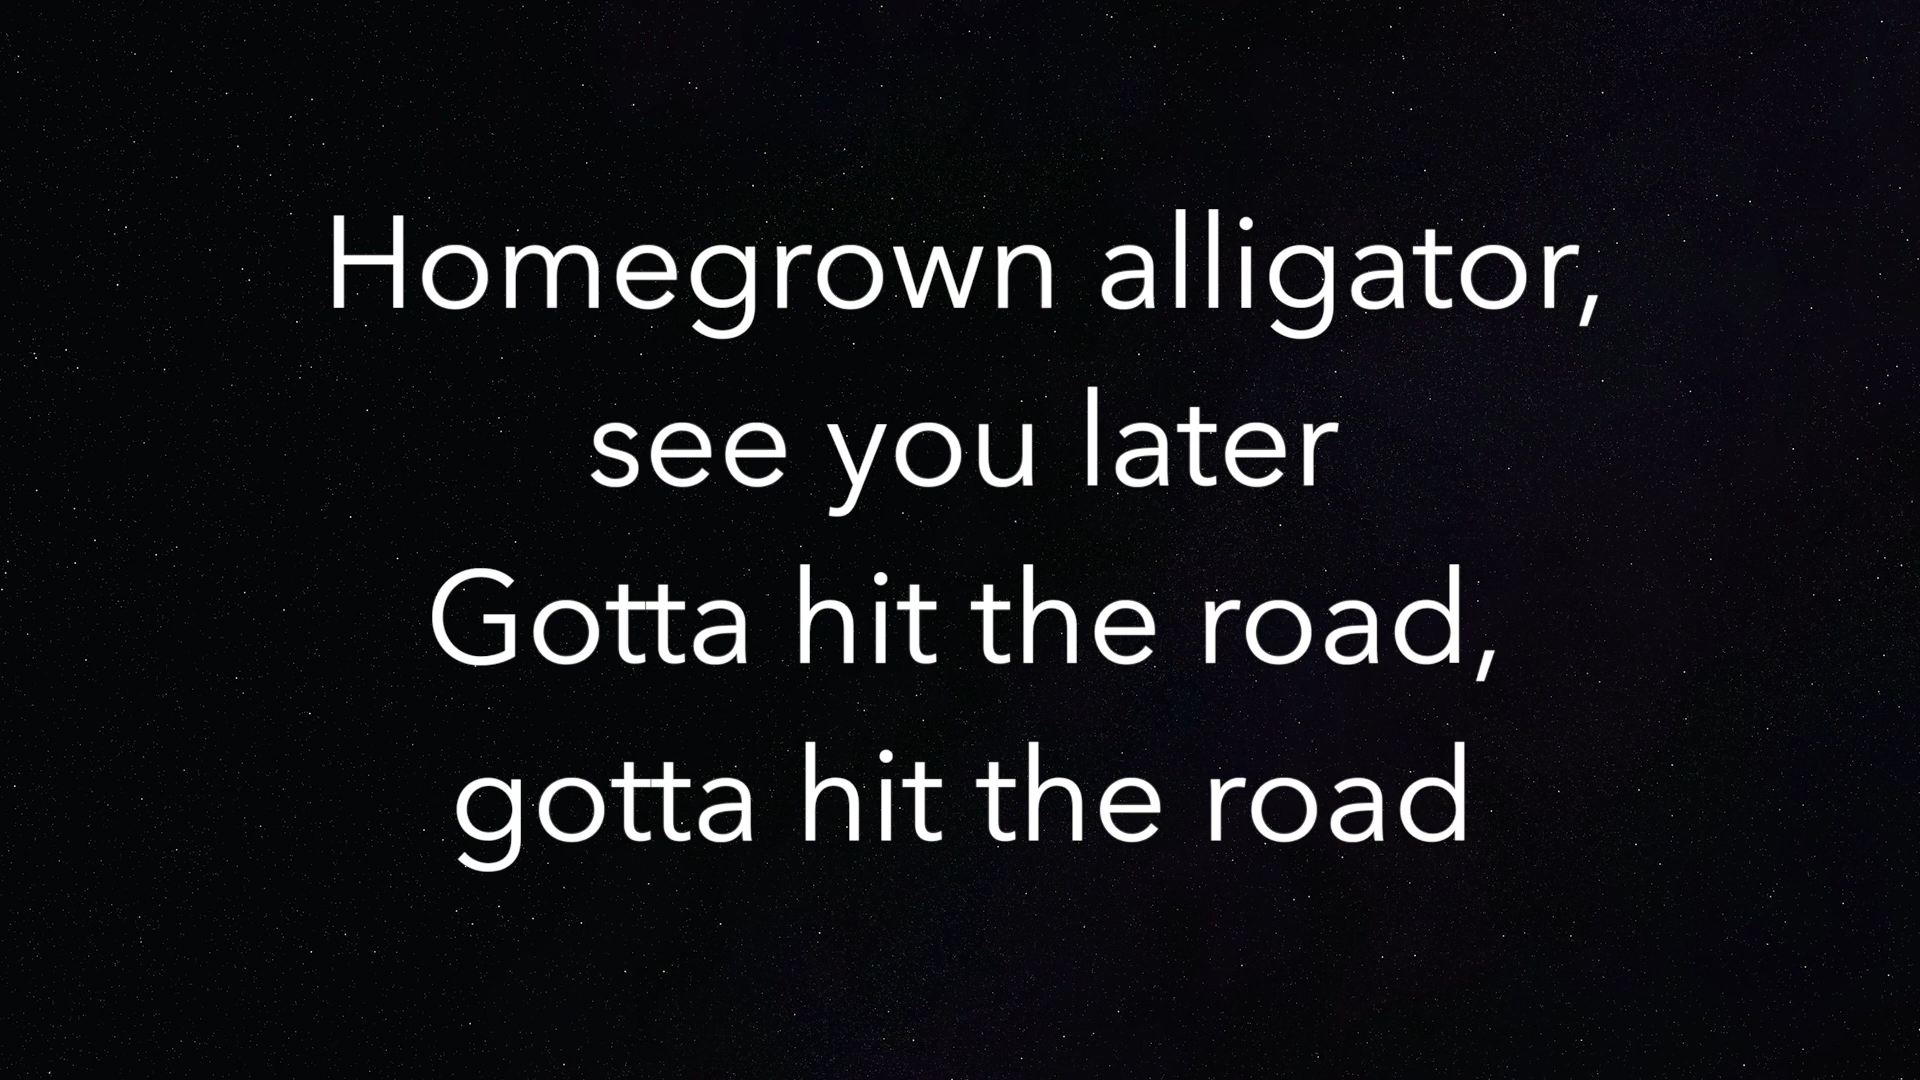 Homegrown alligator,
see you later
Gotta hit the road,
gotta hit the road